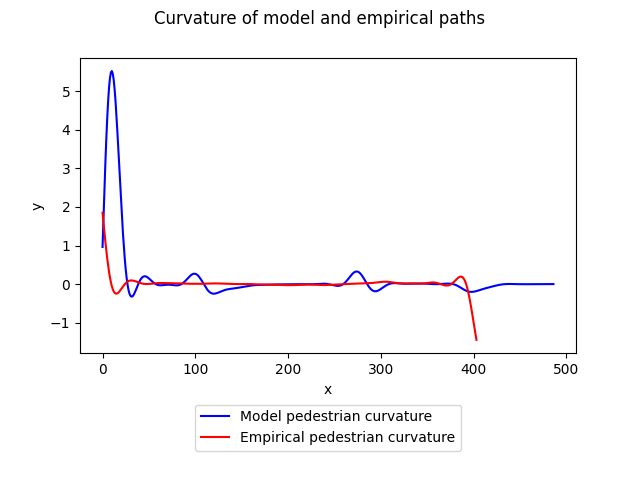 Curvature of model and empirical paths
5
4
3
2
1
0
−1
y
0 100 200 300 400 500
x
Model pedestrian curvature
Empirical pedestrian curvature